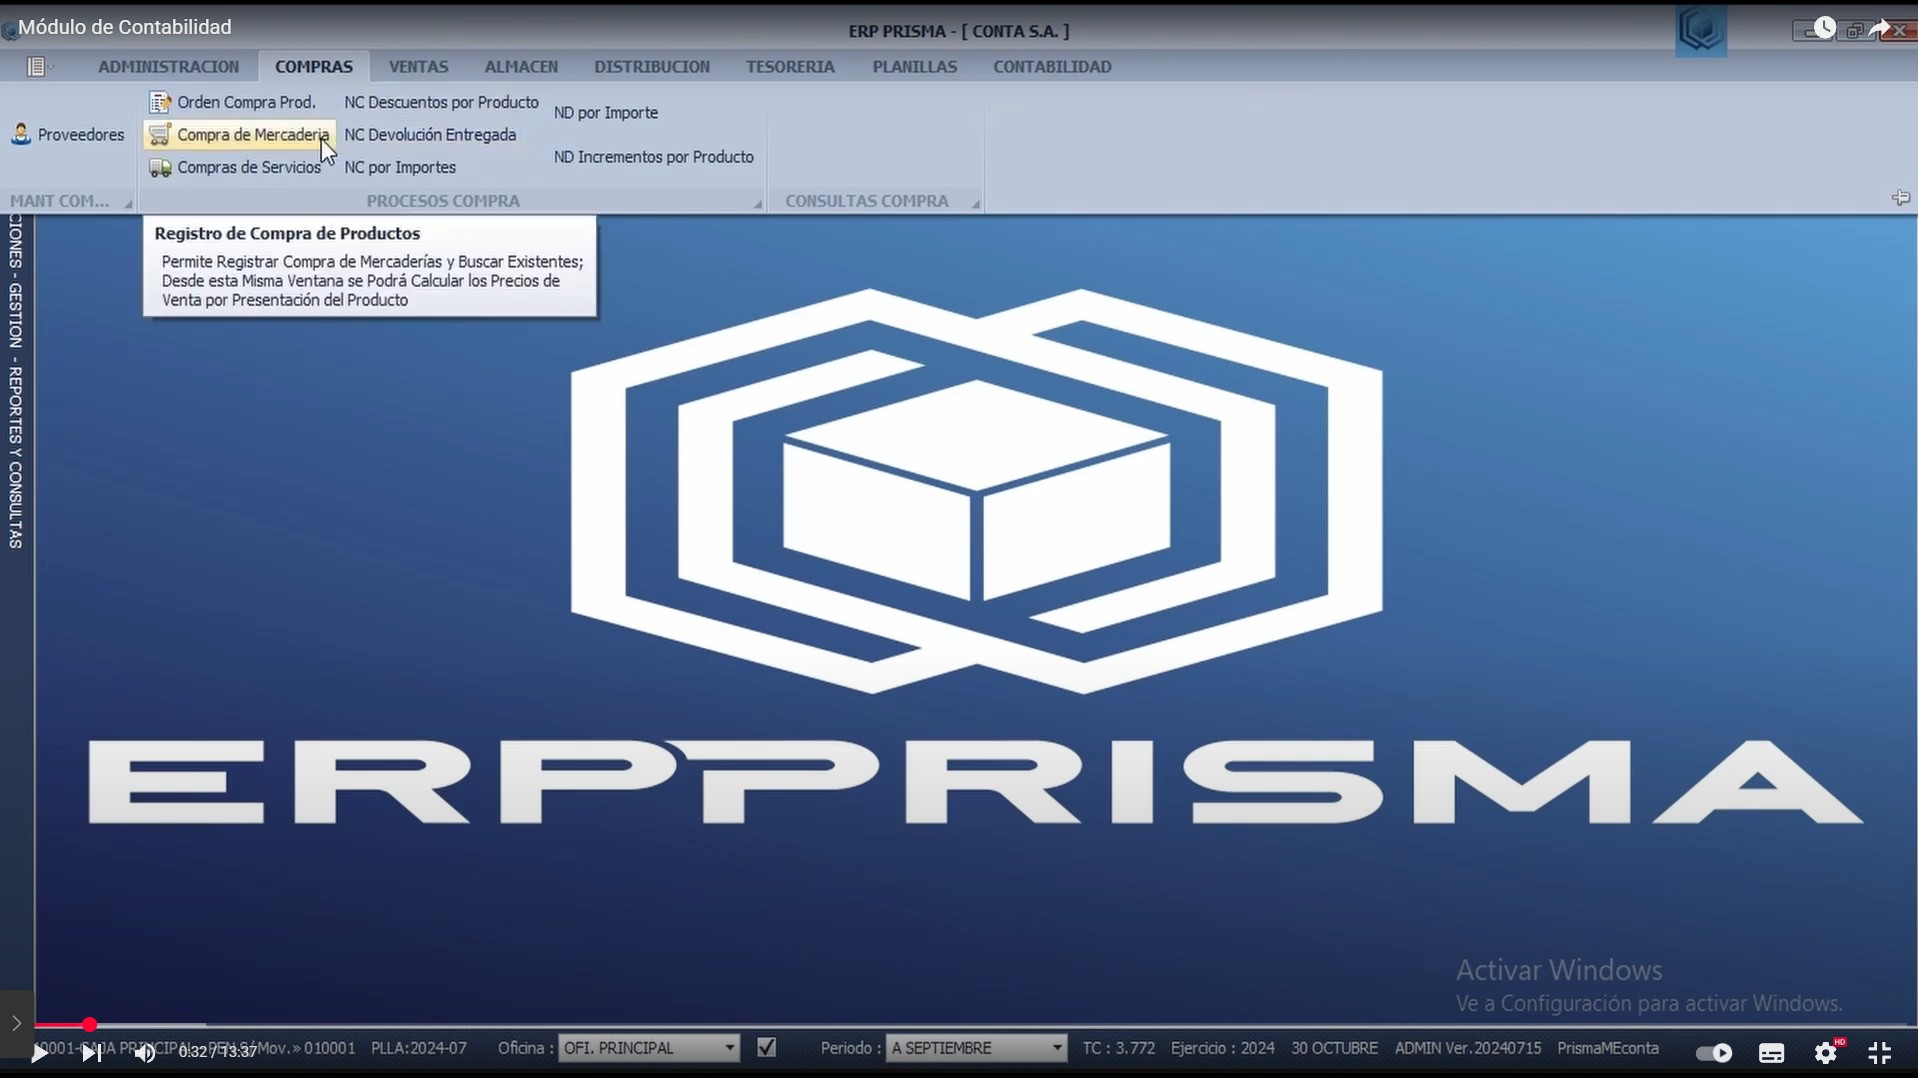 Módulo de Contabilidad
ERP PRISMA - [ CONTA S.A. ]
ADMINISTRACION COMPRAS VENTAS ALMACEN DISTRIBUCION TESORERIA PLANILLAS CONTABILIDAD
Proveedores
MANT COM...
Orden Compra Prod.
Compra de Mercaderia
Compras de Servicios
NC Descuentos por Producto
NC Devolución Entregada
NC por Importes
ND por Importe
ND Incrementos por Producto
PROCESOS COMPRA
CONSULTAS COMPRA
Registro de Compra de Productos
Permite Registrar Compra de Mercaderías y Buscar Existentes;
Desde esta Misma Ventana se Podrá Calcular los Precios de
Venta por Presentación del Producto
CIONES - GESTION - REPORTES Y CONSULTAS
ERPPRISMA
Activar Windows
Ve a Configuración para activar Windows.
0:32 / 13:37
010001 PLLA:2024-07 Oficina : OFI. PRINCIPAL Periodo : A SEPTIEMBRE TC : 3.772 Ejercicio : 2024 30 OCTUBRE ADMIN Ver.20240715 PrismaMEconta
HD